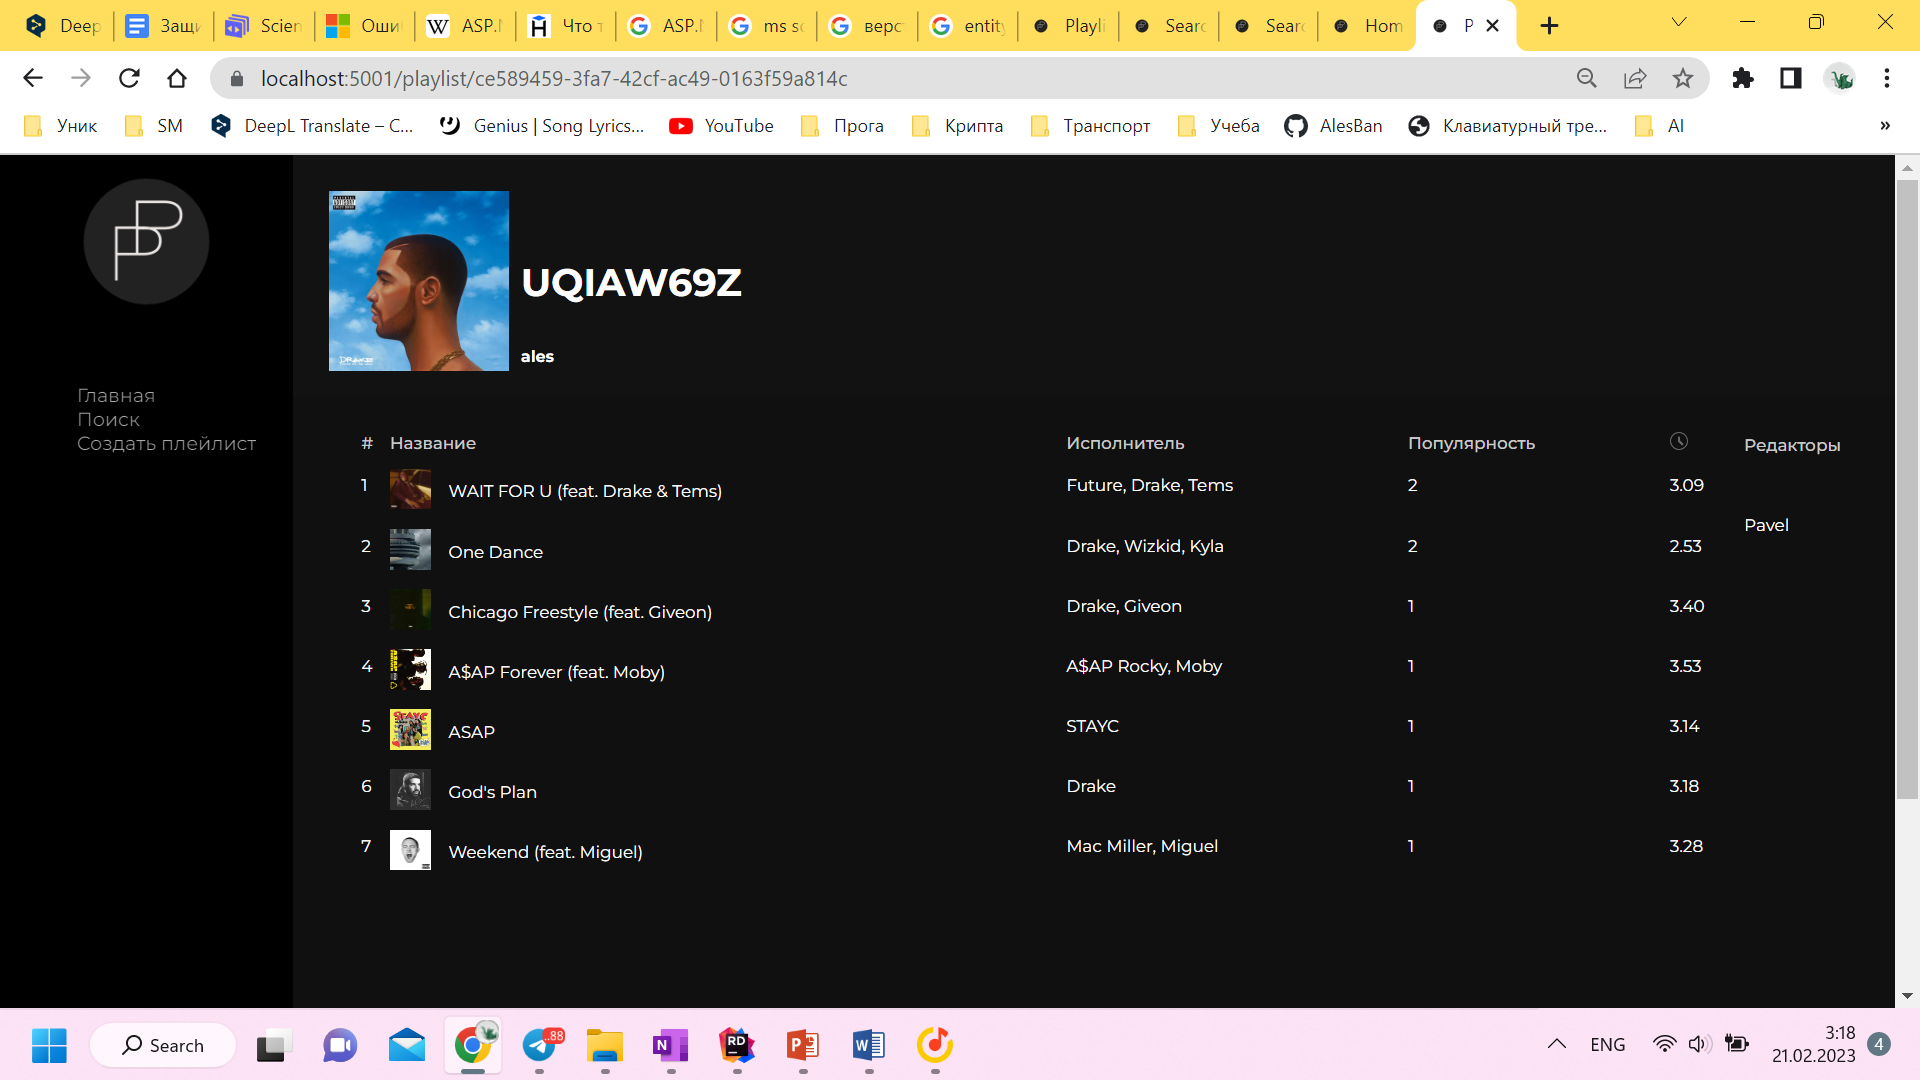 Deep
Защи
Scien
Оши
ASP.N
Что т
ASP.N
ms sc
верст
entity
Playli
Searc
Searc
Hom
P
localhost:5001/playlist/ce589459-3fa7-42cf-ac49-0163f59a814c
Уник
SM
DeepL Translate – C...
Genius | Song Lyrics...
YouTube
Прога
Крипта
Транспорт
Учеба
AlesBan
Клавиатурный тре...
AI
»
UQIAW69Z
ales
Главная
Поиск
Создать плейлист
# Название Исполнитель Популярность Редакторы
1 WAIT FOR U (feat. Drake & Tems) Future, Drake, Tems 2 3.09
Pavel
2 One Dance Drake, Wizkid, Kyla 2 2.53
3 Chicago Freestyle (feat. Giveon) Drake, Giveon 1 3.40
4 A$AP Forever (feat. Moby) A$AP Rocky, Moby 1 3.53
5 ASAP STAYC 1 3.14
6 God's Plan Drake 1 3.18
7 Weekend (feat. Miguel) Mac Miller, Miguel 1 3.28
Search
..88
ENG
3:18
21.02.2023
4